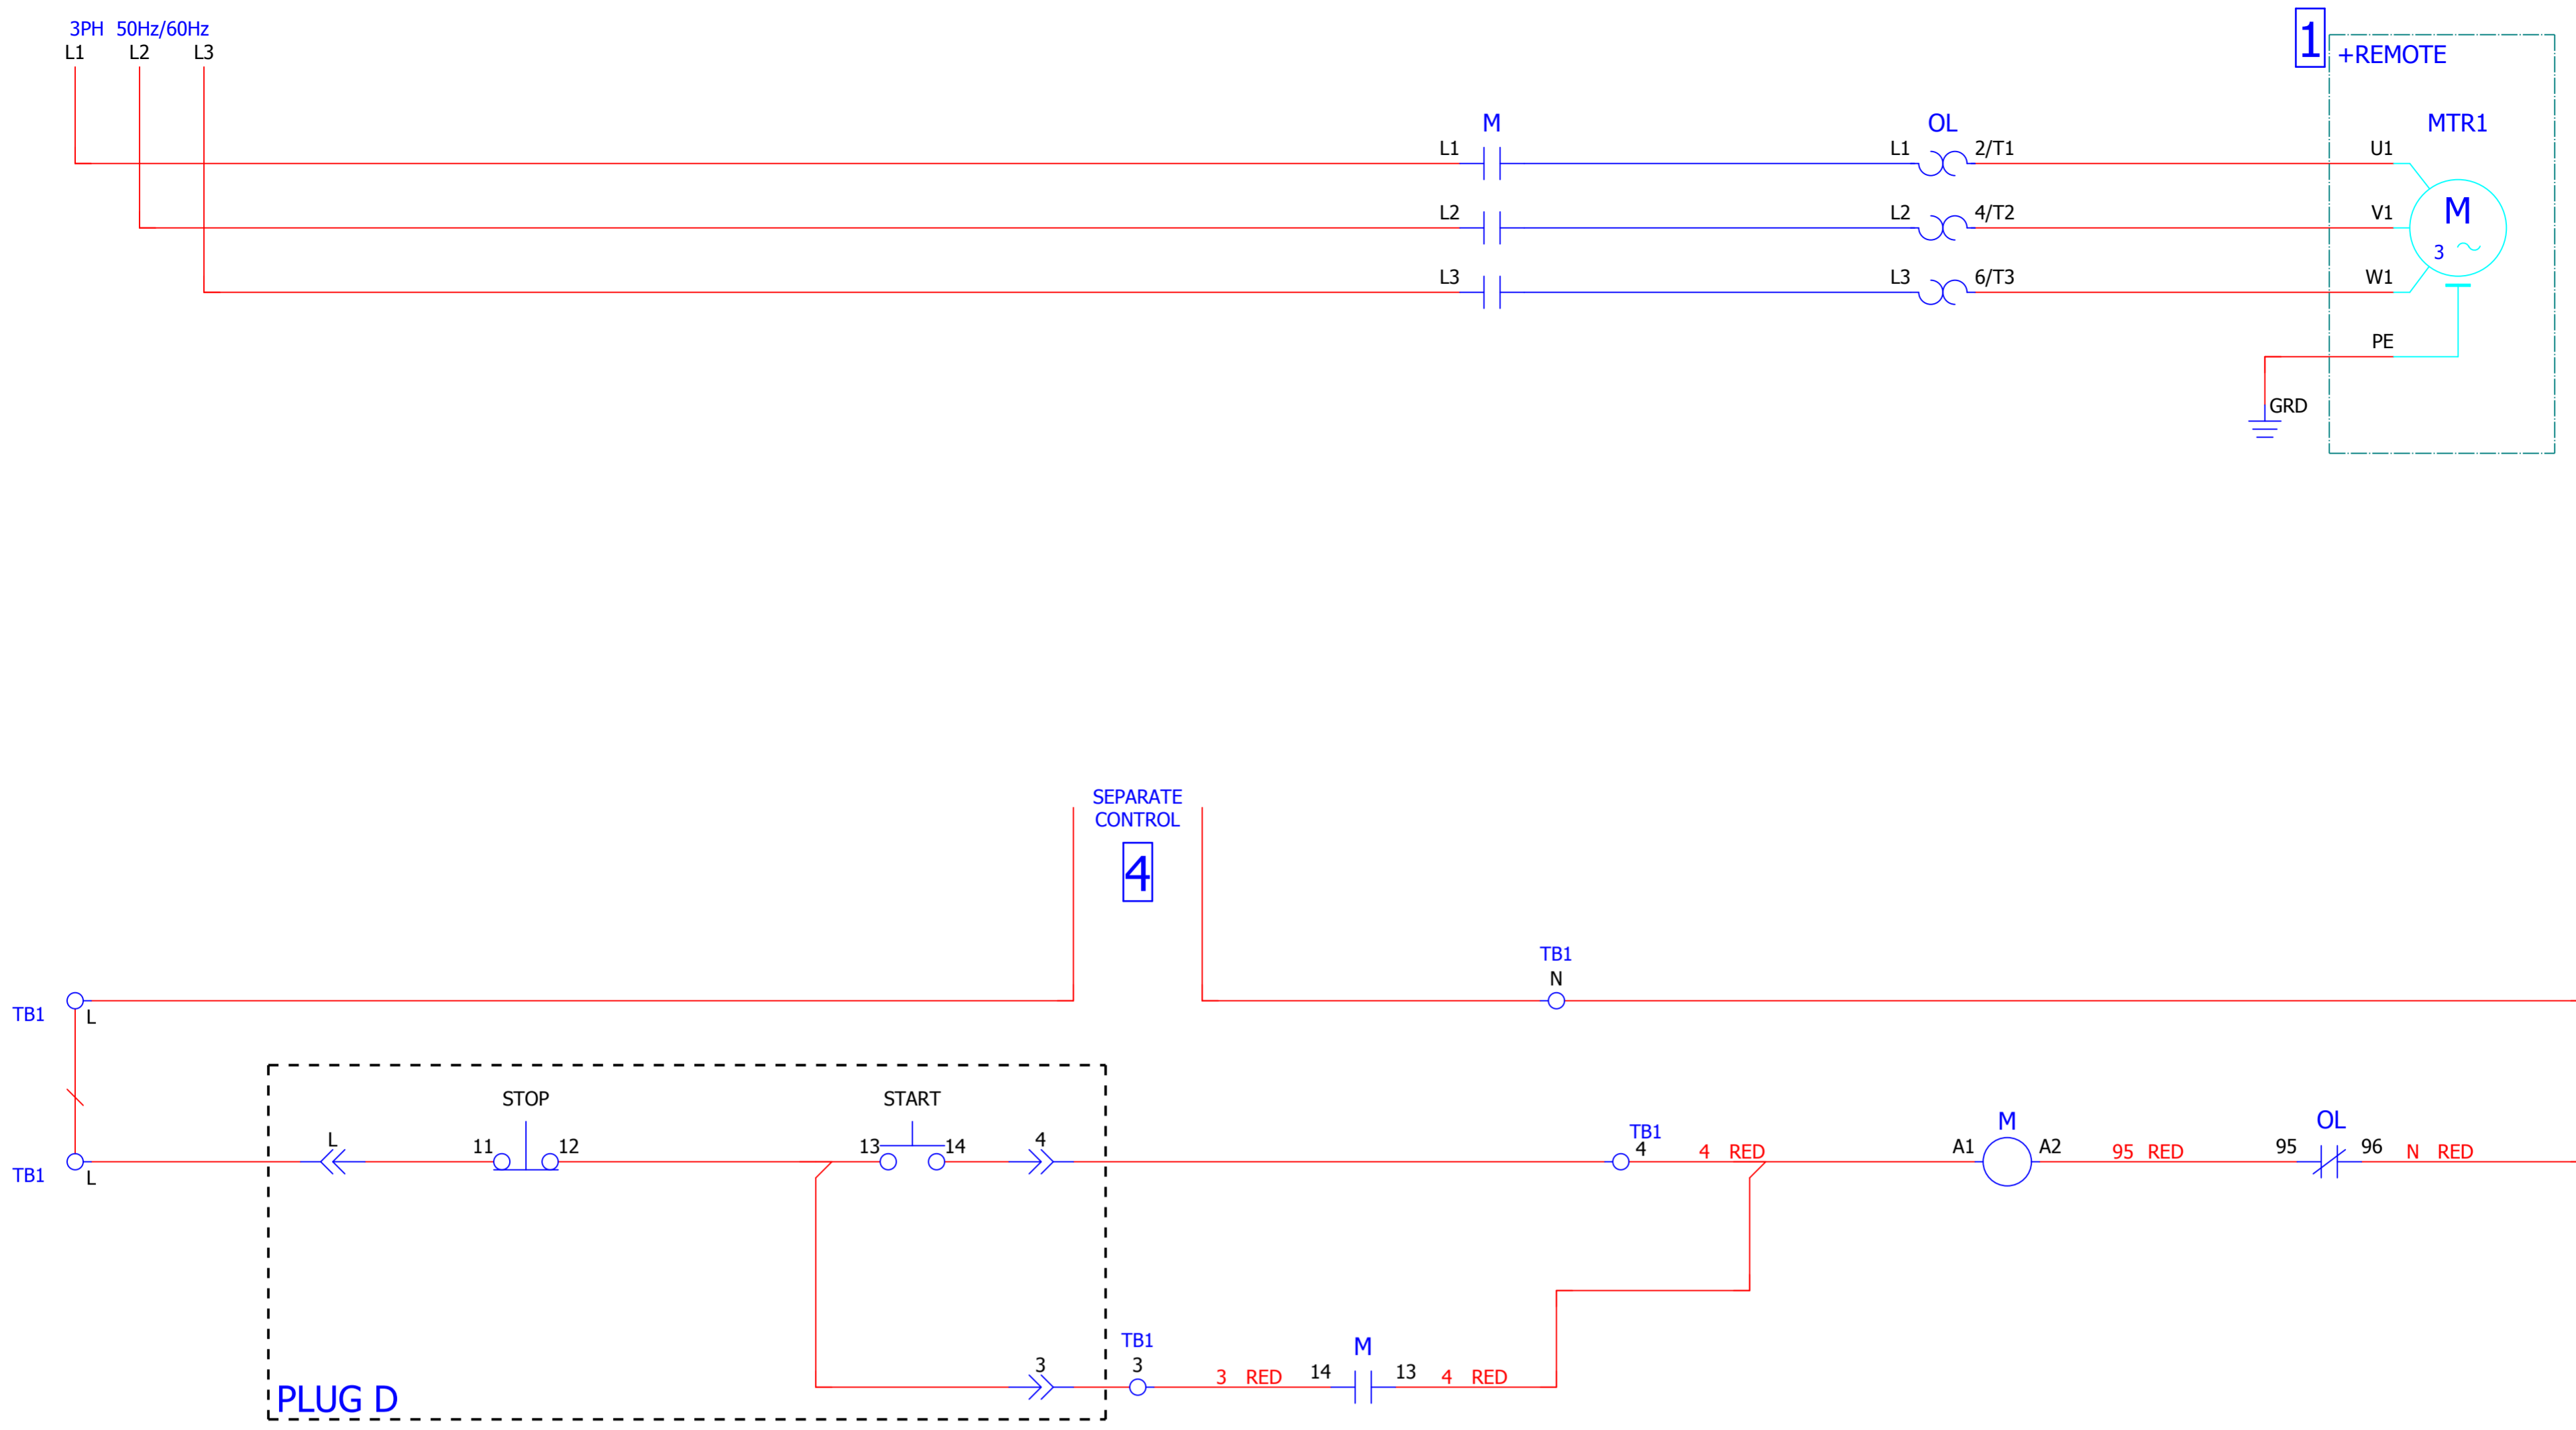 3PH 50Hz/60Hz
L1 L2 L3
1
+REMOTE
M OL MTR1
L1 L1 2/T1 U1
L2 L2 4/T2 V1
M
3
L3 L3 6/T3 W1
PE
GRD
SEPARATE
CONTROL
4
TB1
N
TB1 L
STOP START
TB1 L
L 11 12 13 14 4
TB1
4
4 RED
M
A1 A2
95 RED
OL
95 96
N RED
TB1
3 3
3 RED
M
14 13
4 RED
PLUG D